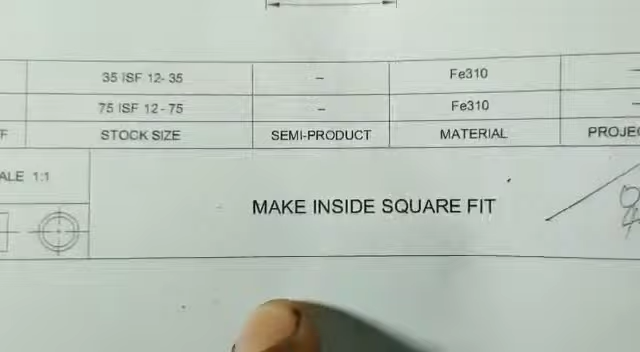 35 ISF 12- 35 – Fe310 –
75 ISF 12 - 75 – Fe310 –
STOCK SIZE SEMI-PRODUCT MATERIAL
1:1
MAKE INSIDE SQUARE FIT